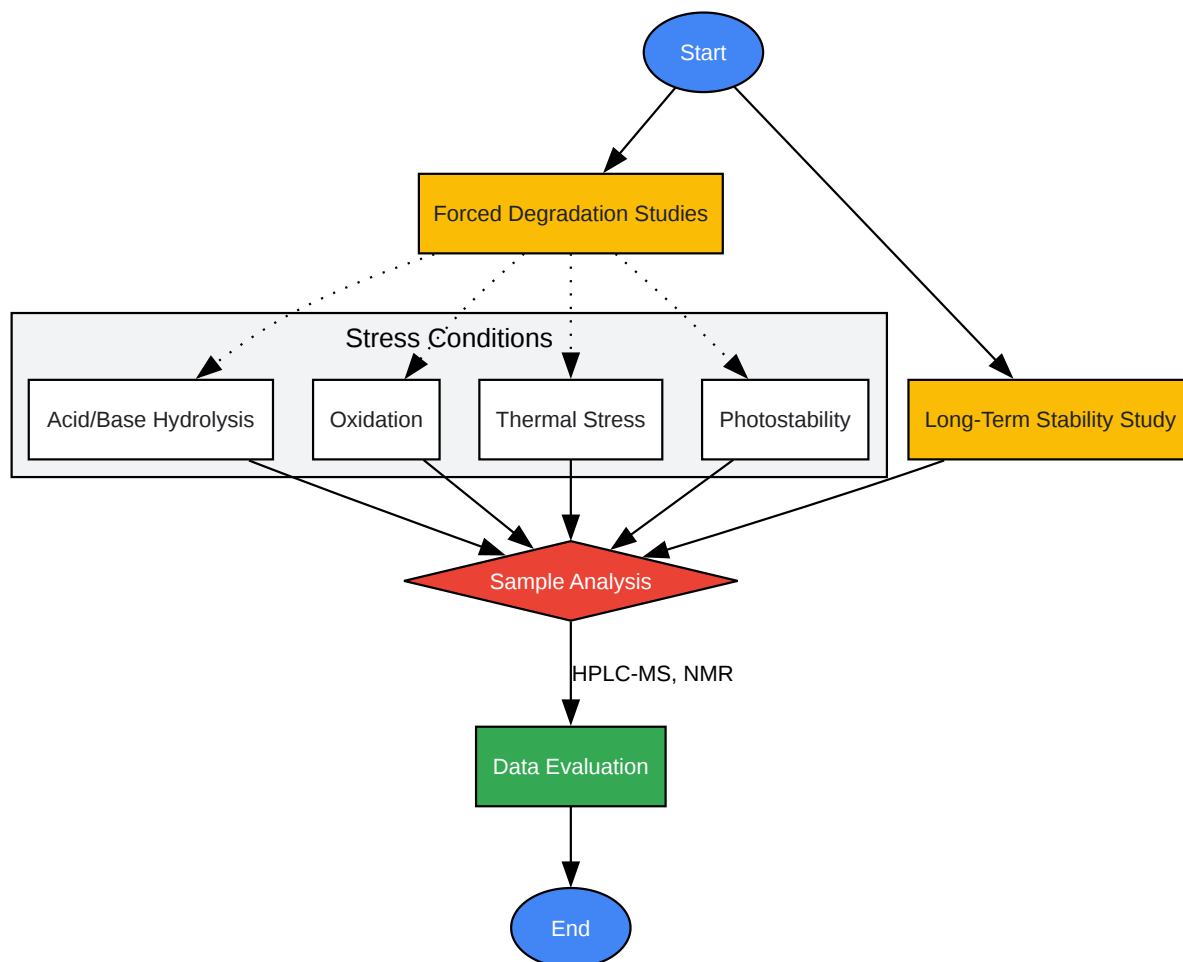 Start
Forced Degradation Studies
Stress Conditions
Acid/Base Hydrolysis
Oxidation
Thermal Stress
Photostability
Long-Term Stability Study
Sample Analysis
HPLC-MS, NMR
Data Evaluation
End